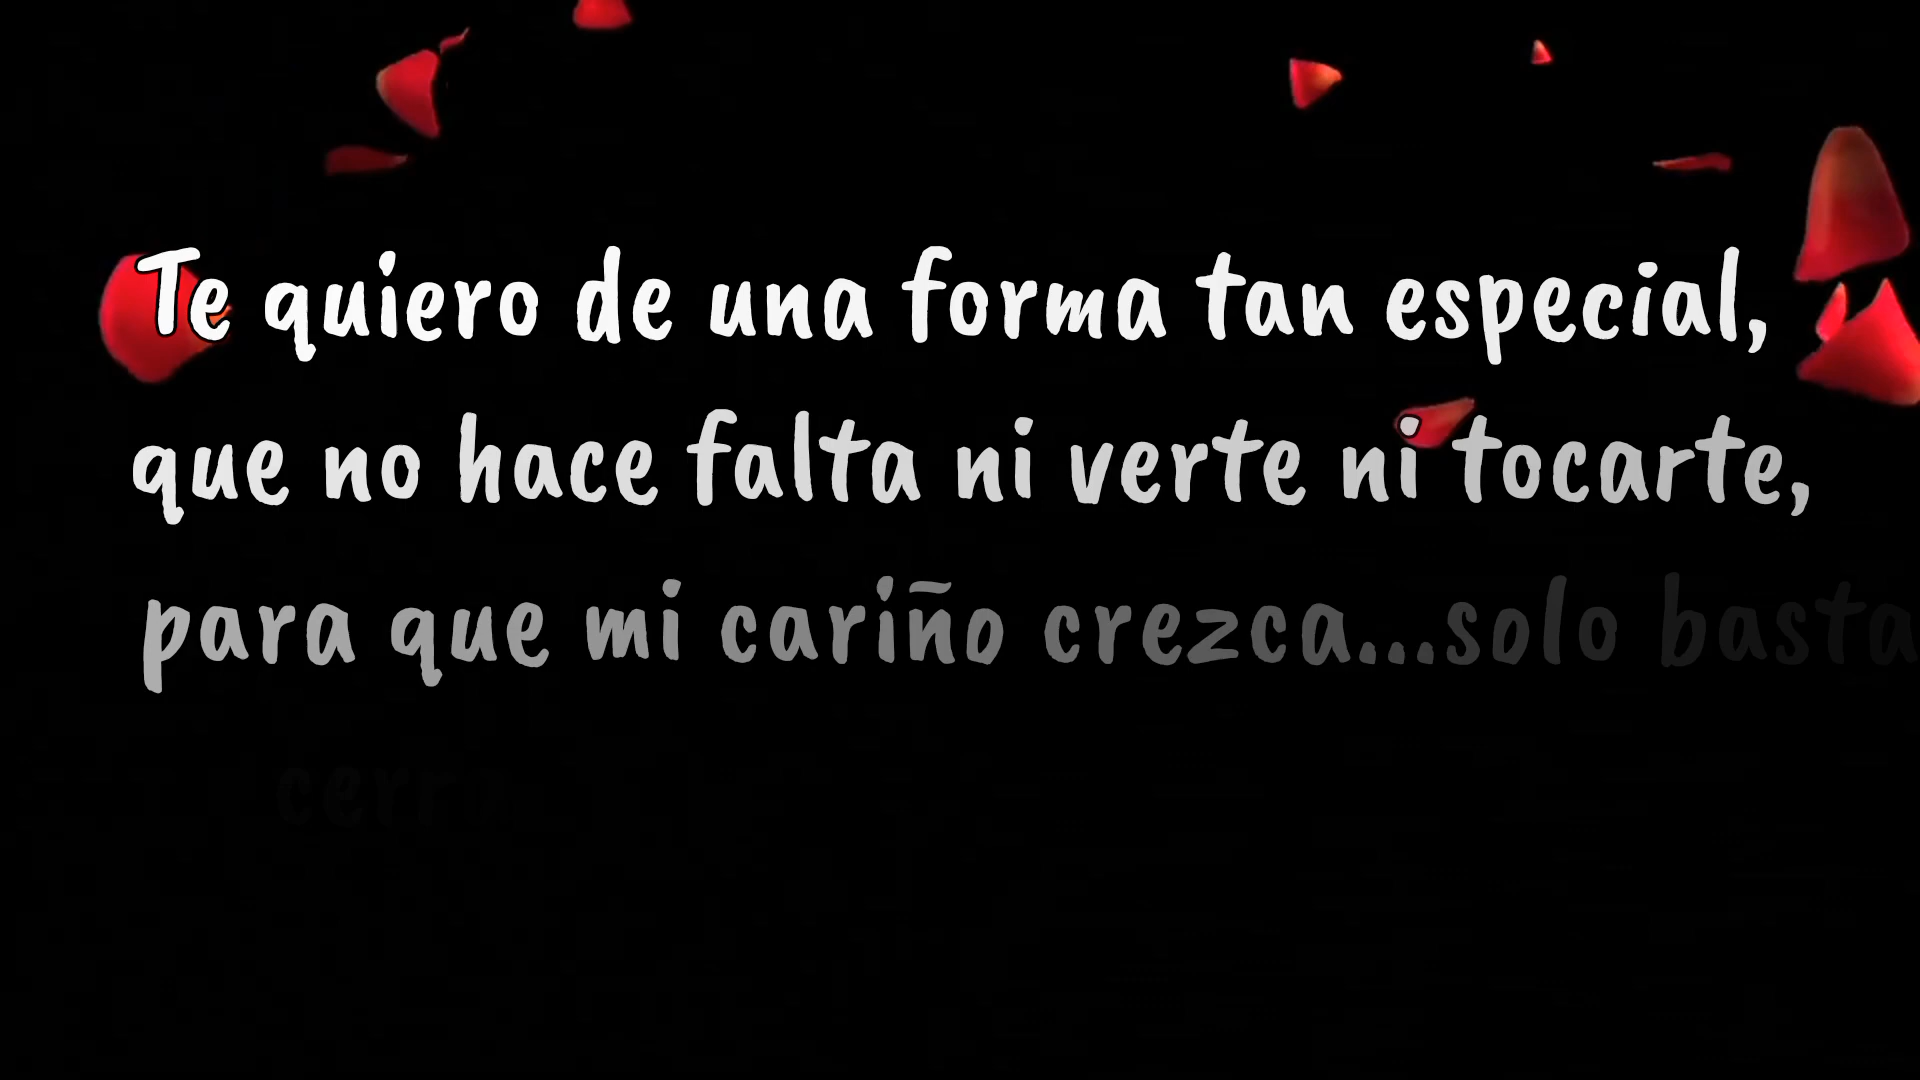 Te quiero de una forma tan especial,
que no hace falta ni verte ni tocarte,
para que mi cariño crezca...solo basta